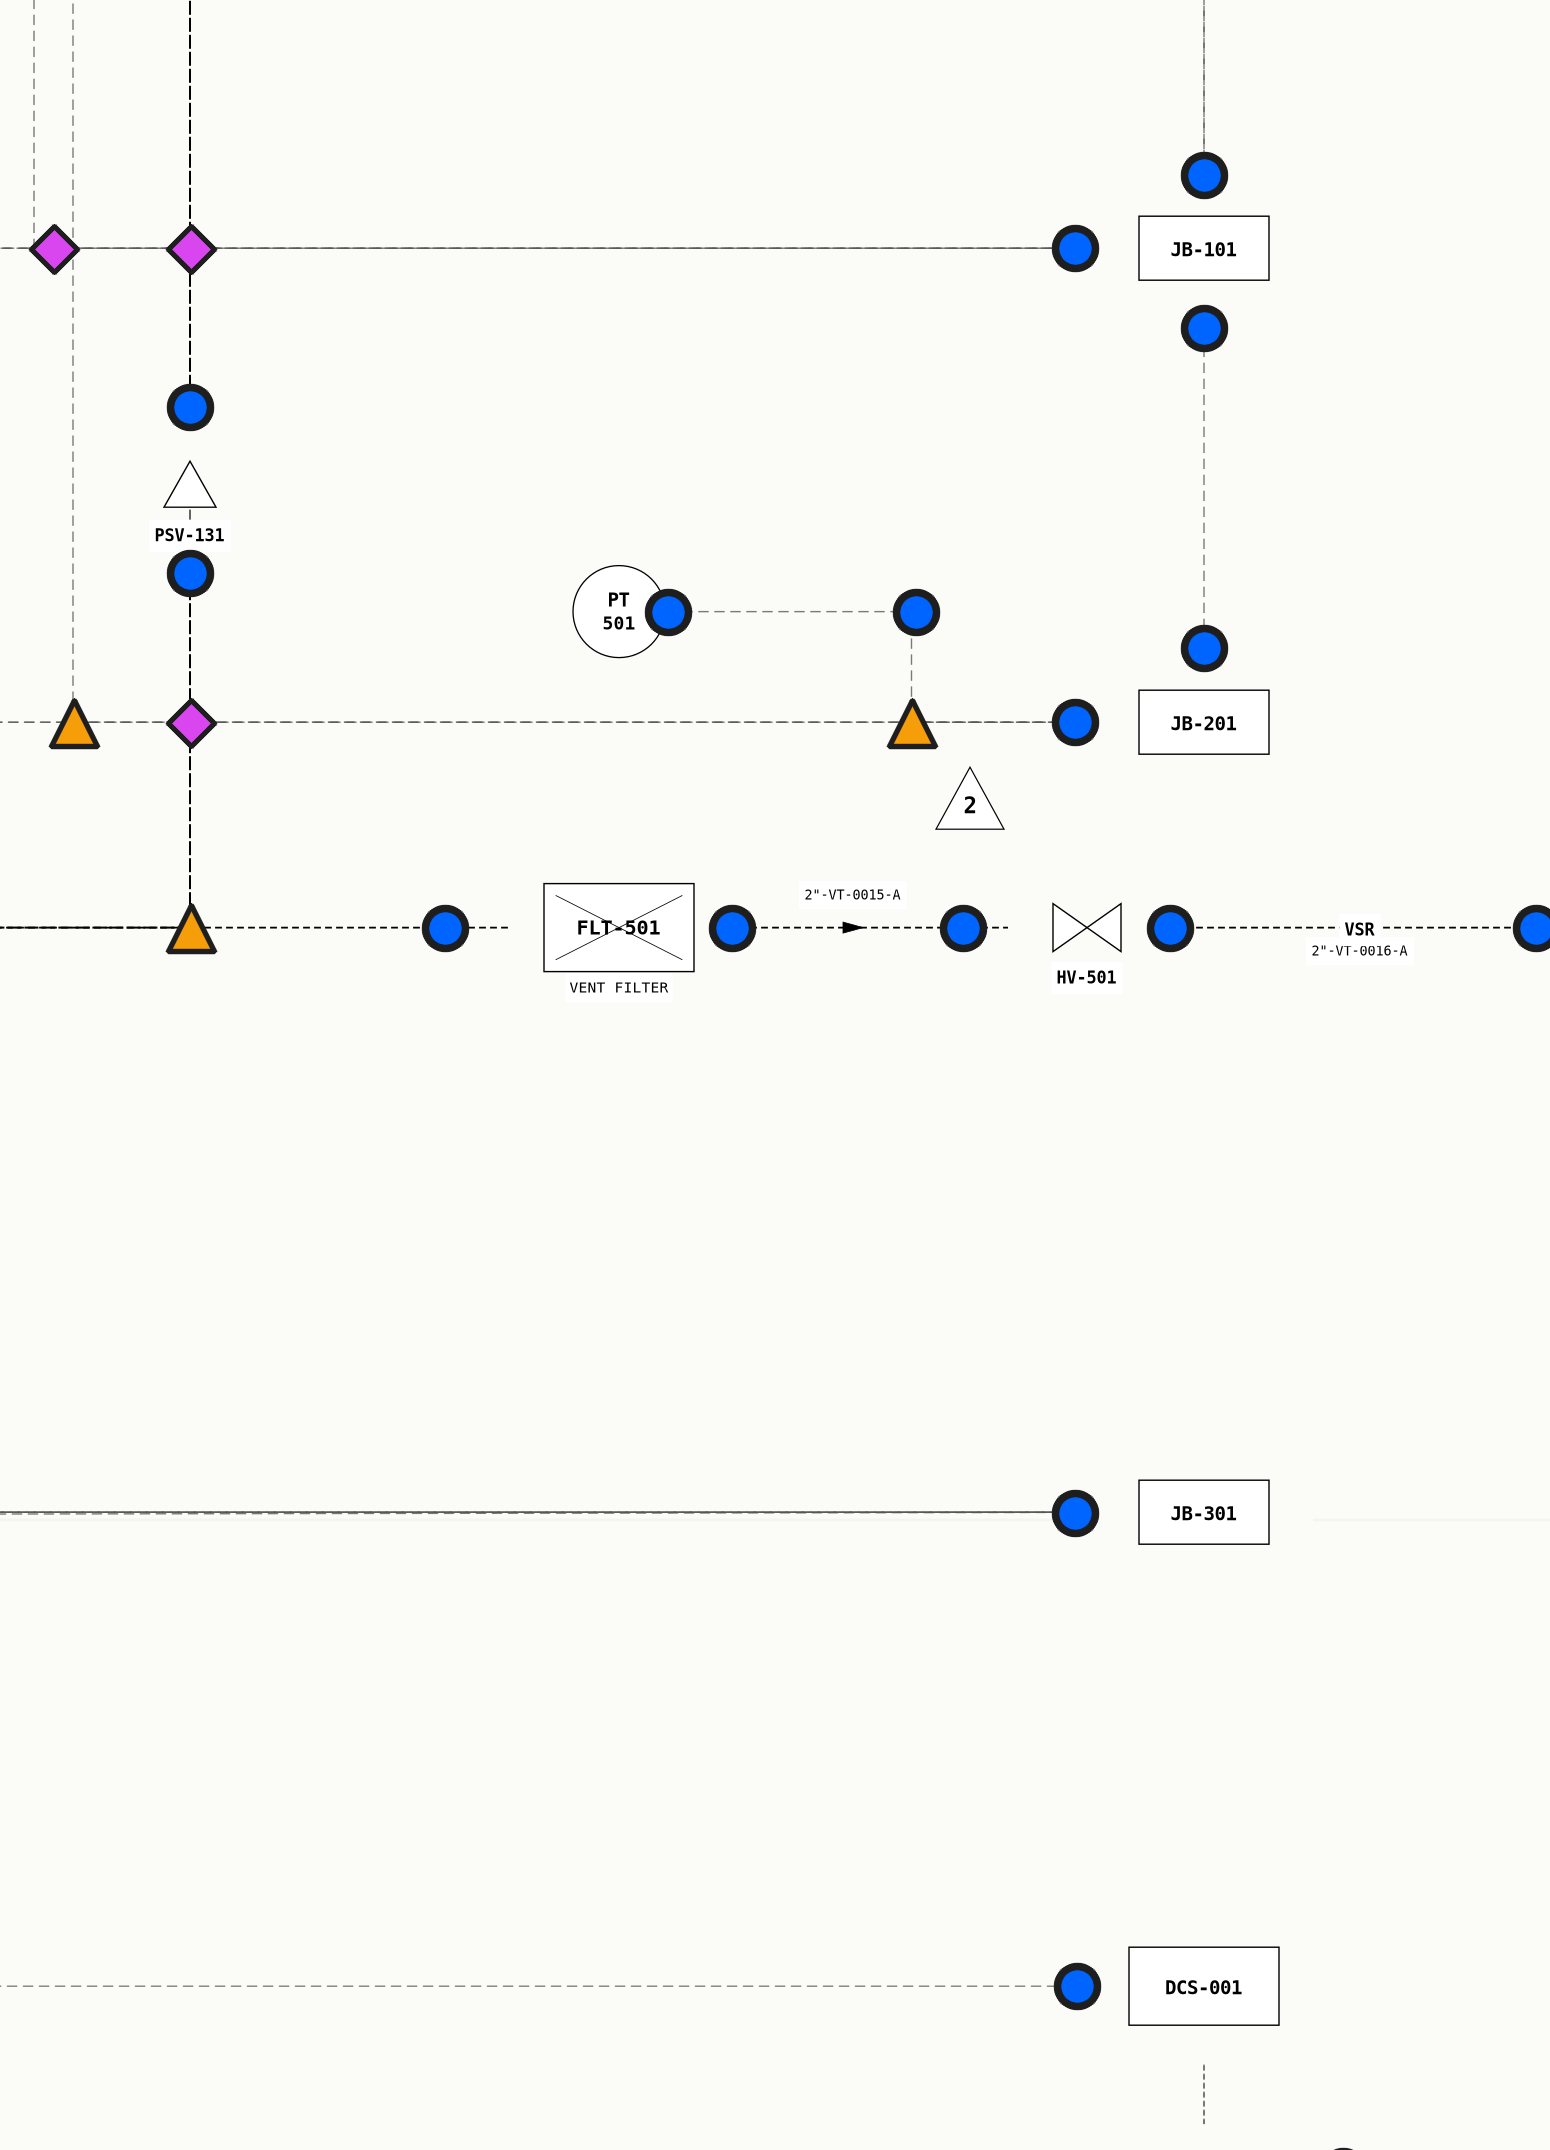 JB-101
PSV-131
PT
501
JB-201
2
2"-VT-0015-A
FLT-501
VSR
2"-VT-0016-A
HV-501
VENT FILTER
JB-301
DCS-001